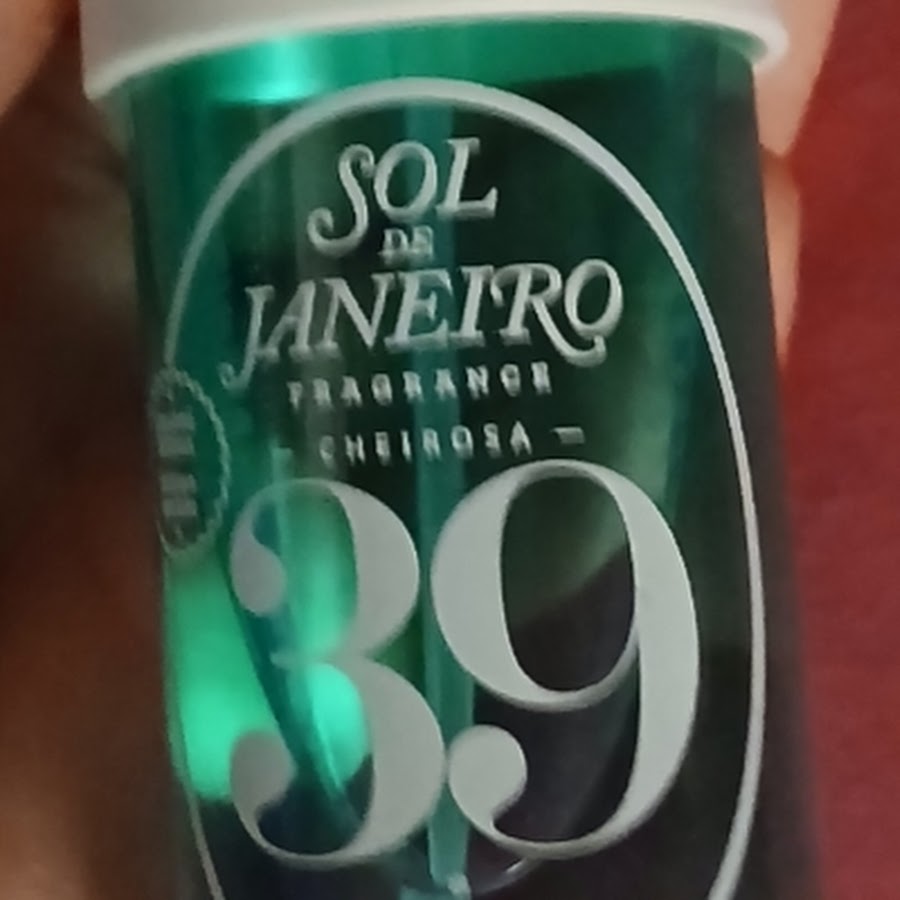 SOL
DE
JANEIRO
FRAGRANCE
CHEIROSA
39